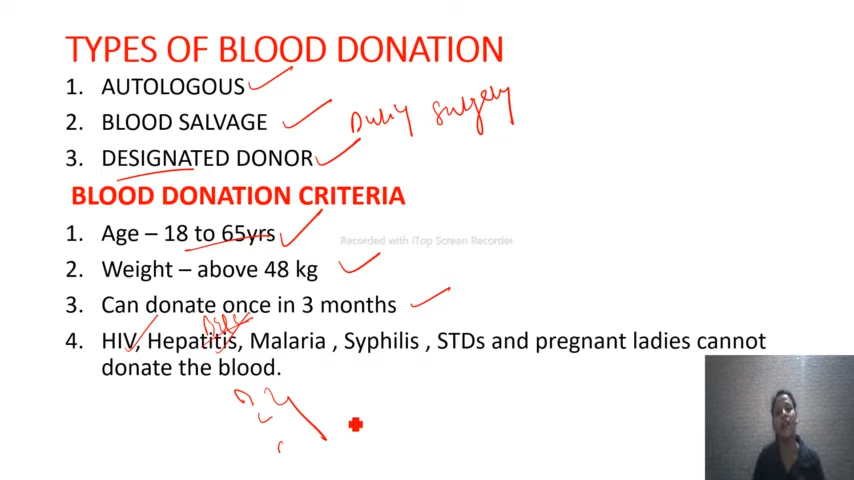 TYPES OF BLOOD DONATION
1. AUTOLOGOUS
2. BLOOD SALVAGE
During surgery
3. DESIGNATED DONOR
BLOOD DONATION CRITERIA
1. Age – 18 to 65yrs
Recorded with iTop Screen Recorder
2. Weight – above 48 kg
3. Can donate once in 3 months
4. HIV, Hepatitis, Malaria , Syphilis , STDs and pregnant ladies cannot
donate the blood.